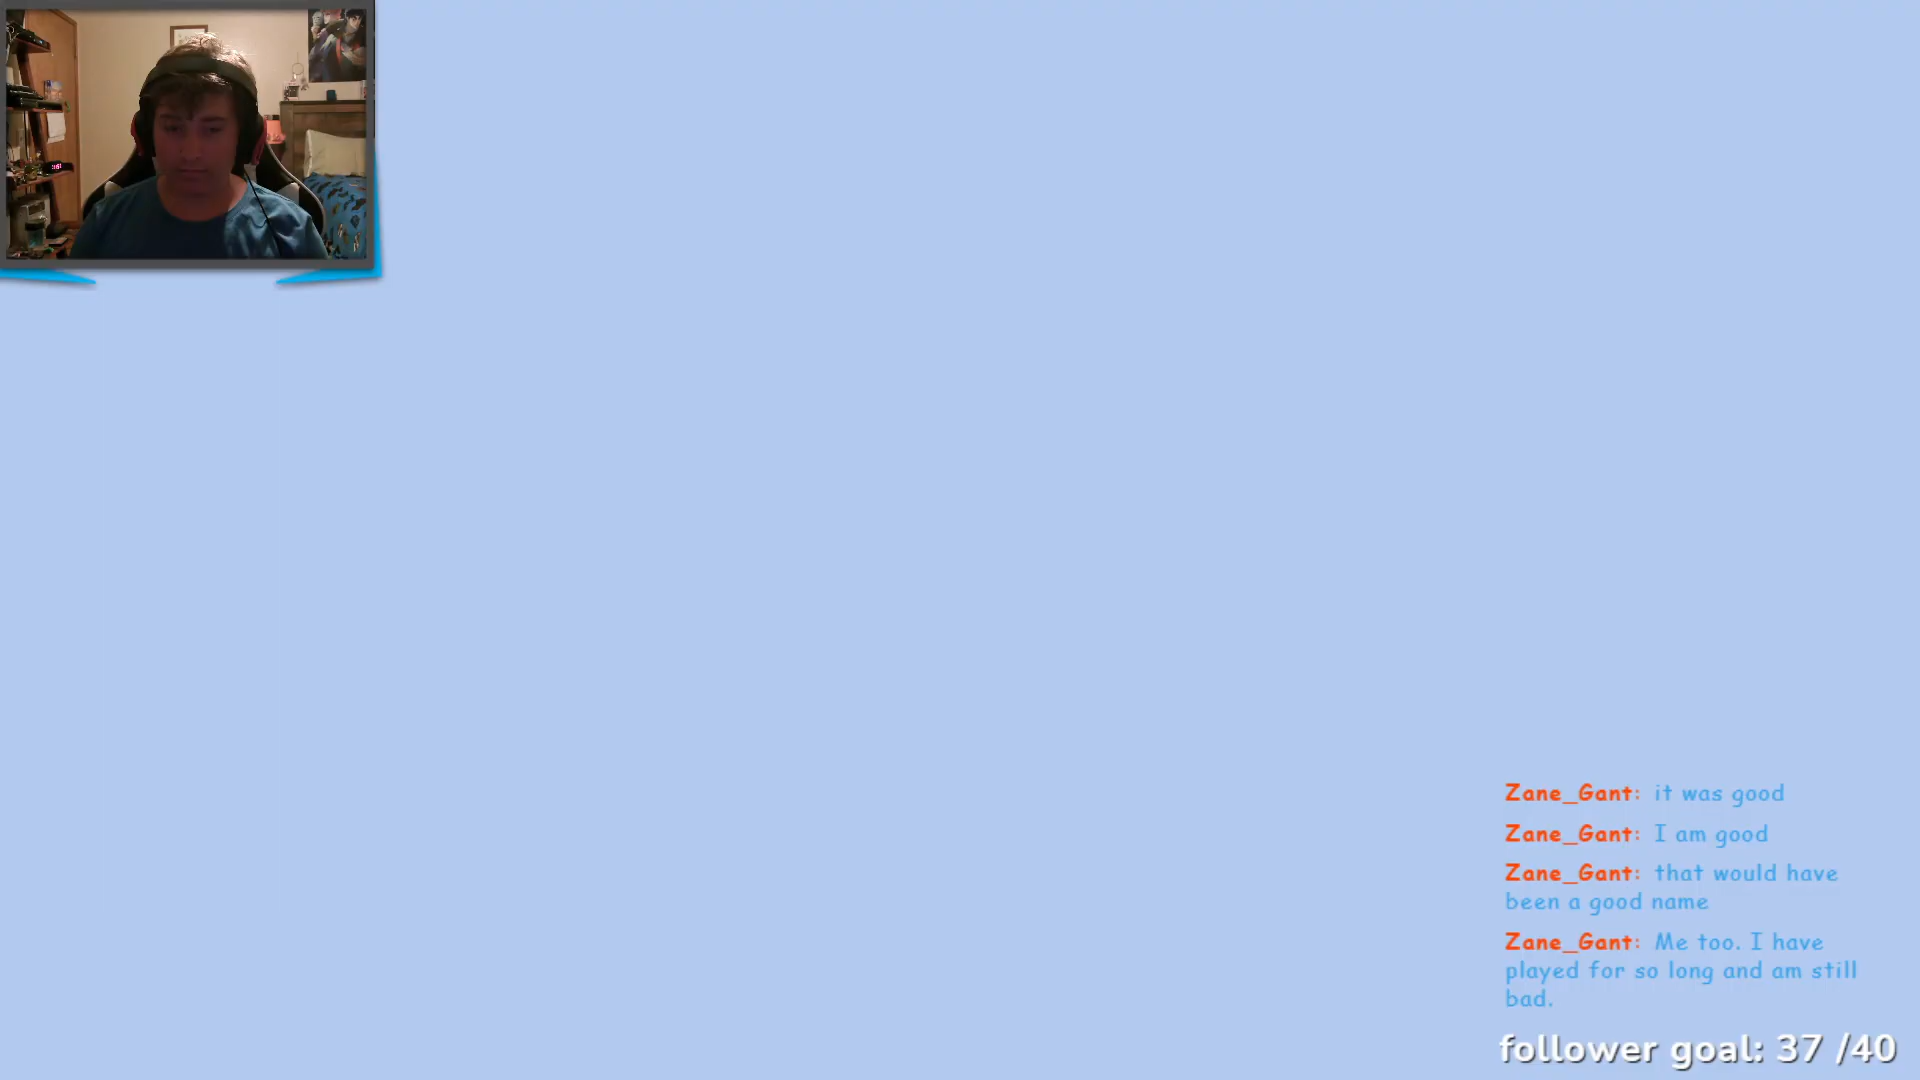 Zane_Gant: it was good
Zane_Gant: I am good
Zane_Gant: that would have
been a good name
Zane_Gant: Me too. I have
played for so long and am still
bad.
follower goal: 37 /40